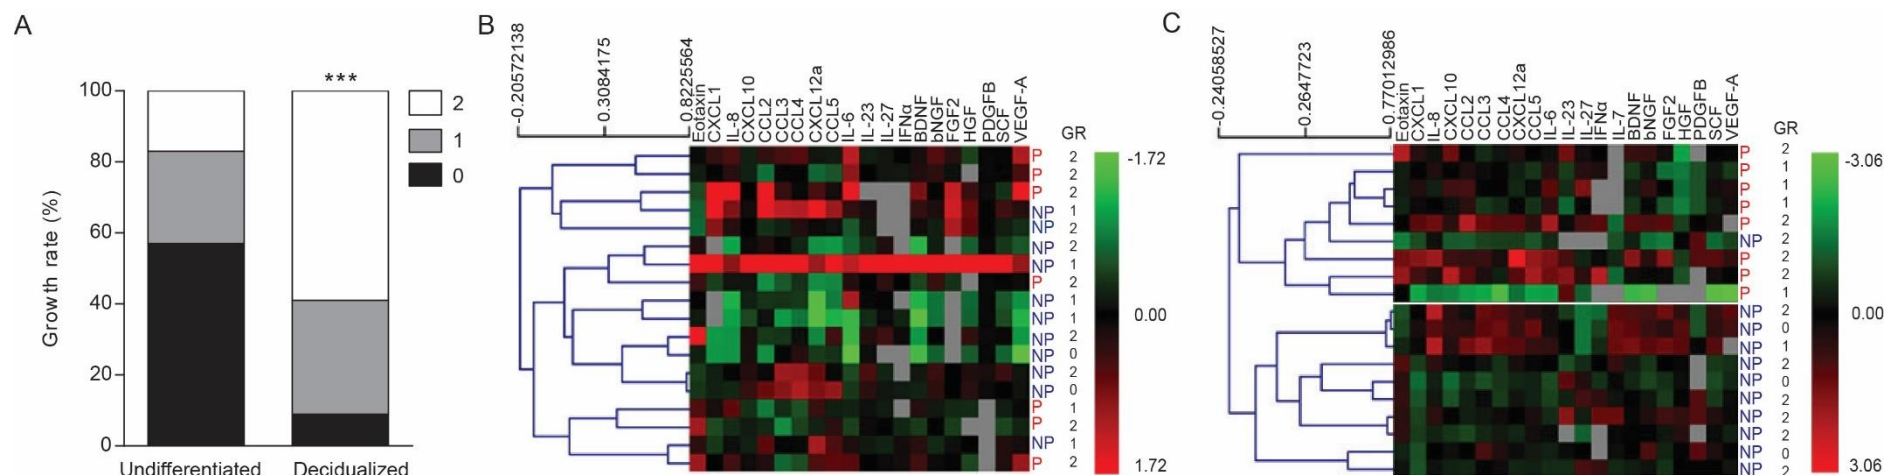 A
***
100
80
60
40
20
0
Growth rate (%)
2
1
0
Undifferentiated
Decidualized
B
-0.20572138
0.3084175
0.8225564
Eotaxin
CXCL1
IL-8
CXCL10
CCL2
CCL3
CCL4
CXCL12a
CCL5
IL-6
IL-23
IL-27
IFNα
BDNF
bNGF
FGF2
HGF
PDGFB
SCF
VEGF-A
GR
P 2
P 2
P 2
NP 1
NP 2
NP 2
NP 1
P 2
NP 1
NP 1
NP 2
NP 0
NP 2
NP 0
P 1
P 2
NP 1
P 2
-1.72
0.00
1.72
C
-0.24058527
0.2647723
0.77012986
Eotaxin
CXCL1
IL-8
CXCL10
CCL2
CCL3
CCL4
CXCL12a
CCL5
IL-6
IL-23
IL-27
IFNα
IL-7
BDNF
bNGF
FGF2
HGF
PDGFB
SCF
VEGF-A
GR
P 2
P 1
P 1
P 1
P 2
NP 2
P 2
P 2
P 1
NP 2
NP 0
NP 1
NP 2
NP 0
NP 2
NP 2
NP 2
NP 0
NP 2
-3.06
0.00
3.06